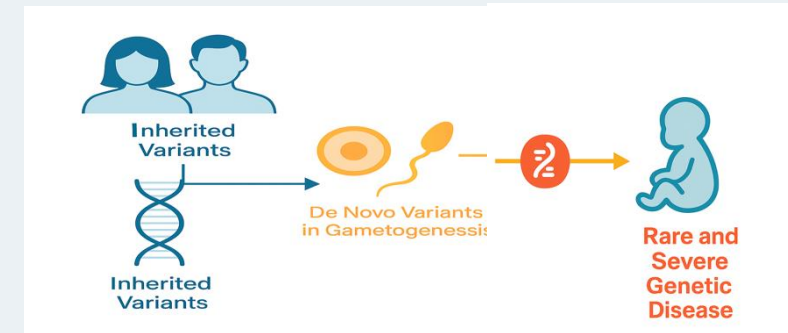 Inherited
Variants
De Novo Variants
in Gametogenessis
Inherited
Variants
Rare and
Severe
Genetic
Disease